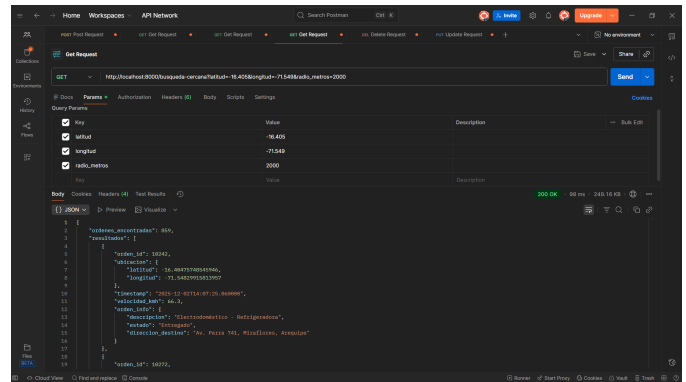 Home Workspaces API Network Search Postman Ctrl K Invite Upgrade
POST Post Request GET Get Request GET Get Request GET Get Request DEL Delete Request PUT Update Request No environment
Collections
Get Request Save Share
Environments
GET http://localhost:8000/busqueda-cercana?latitud=-16.405&longitud=-71.549&radio_metros=2000 Send
History
Docs Params Authorization Headers (6) Body Scripts Settings Cookies
Query Params
Flows
Key Value Description Bulk Edit
latitud -16.405
longitud -71.549
radio_metros 2000
Key Value Description
Body Cookies Headers (4) Test Results 200 OK 98 ms 249.16 KB
{} JSON Preview Visualize
1 {
2 "ordenes_encontradas": 859,
3 "resultados": [
4 {
5 "orden_id": 10242,
6 "ubicacion": {
7 "latitud": -16.40475740545946,
8 "longitud": -71.54829915813957
9 },
10 "timestamp": "2025-12-02T14:07:25.060000",
11 "velocidad_kmh": 66.3,
12 "orden_info": {
13 "descripcion": "Electrodoméstico - Refrigeradora",
14 "estado": "Entregado",
15 "direccion_destino": "Av. Parra 741, Miraflores, Arequipa"
16 }
17 },
18 {
19 "orden_id": 10272,
Files
BETA
Cloud View Find and replace Console Runner Start Proxy Cookies Vault Trash